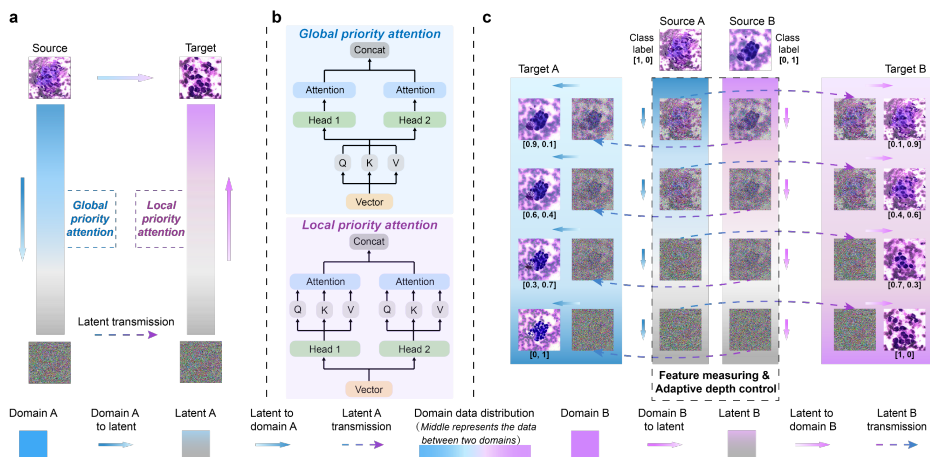 a
Source
Target
Global
priority
attention
Local
priority
attention
Latent transmission
b
Global priority attention
Concat
Attention
Attention
Head 1
Head 2
Q
K
V
Vector
Local priority attention
Concat
Attention
Attention
Q
K
V
Q
K
V
Head 1
Head 2
Vector
c
Source A
Source B
Class
label
[1, 0]
Class
label
[0, 1]
Target A
Target B
[0.9, 0.1]
[0.1, 0.9]
[0.6, 0.4]
[0.4, 0.6]
[0.3, 0.7]
[0.7, 0.3]
[0, 1]
[1, 0]
Feature measuring &
Adaptive depth control
Domain A
Domain A
to latent
Latent A
Latent to
domain A
Latent A
transmission
Domain data distribution
(Middle represents the data
between two domains)
Domain B
Domain B
to latent
Latent B
Latent to
domain B
Latent B
transmission